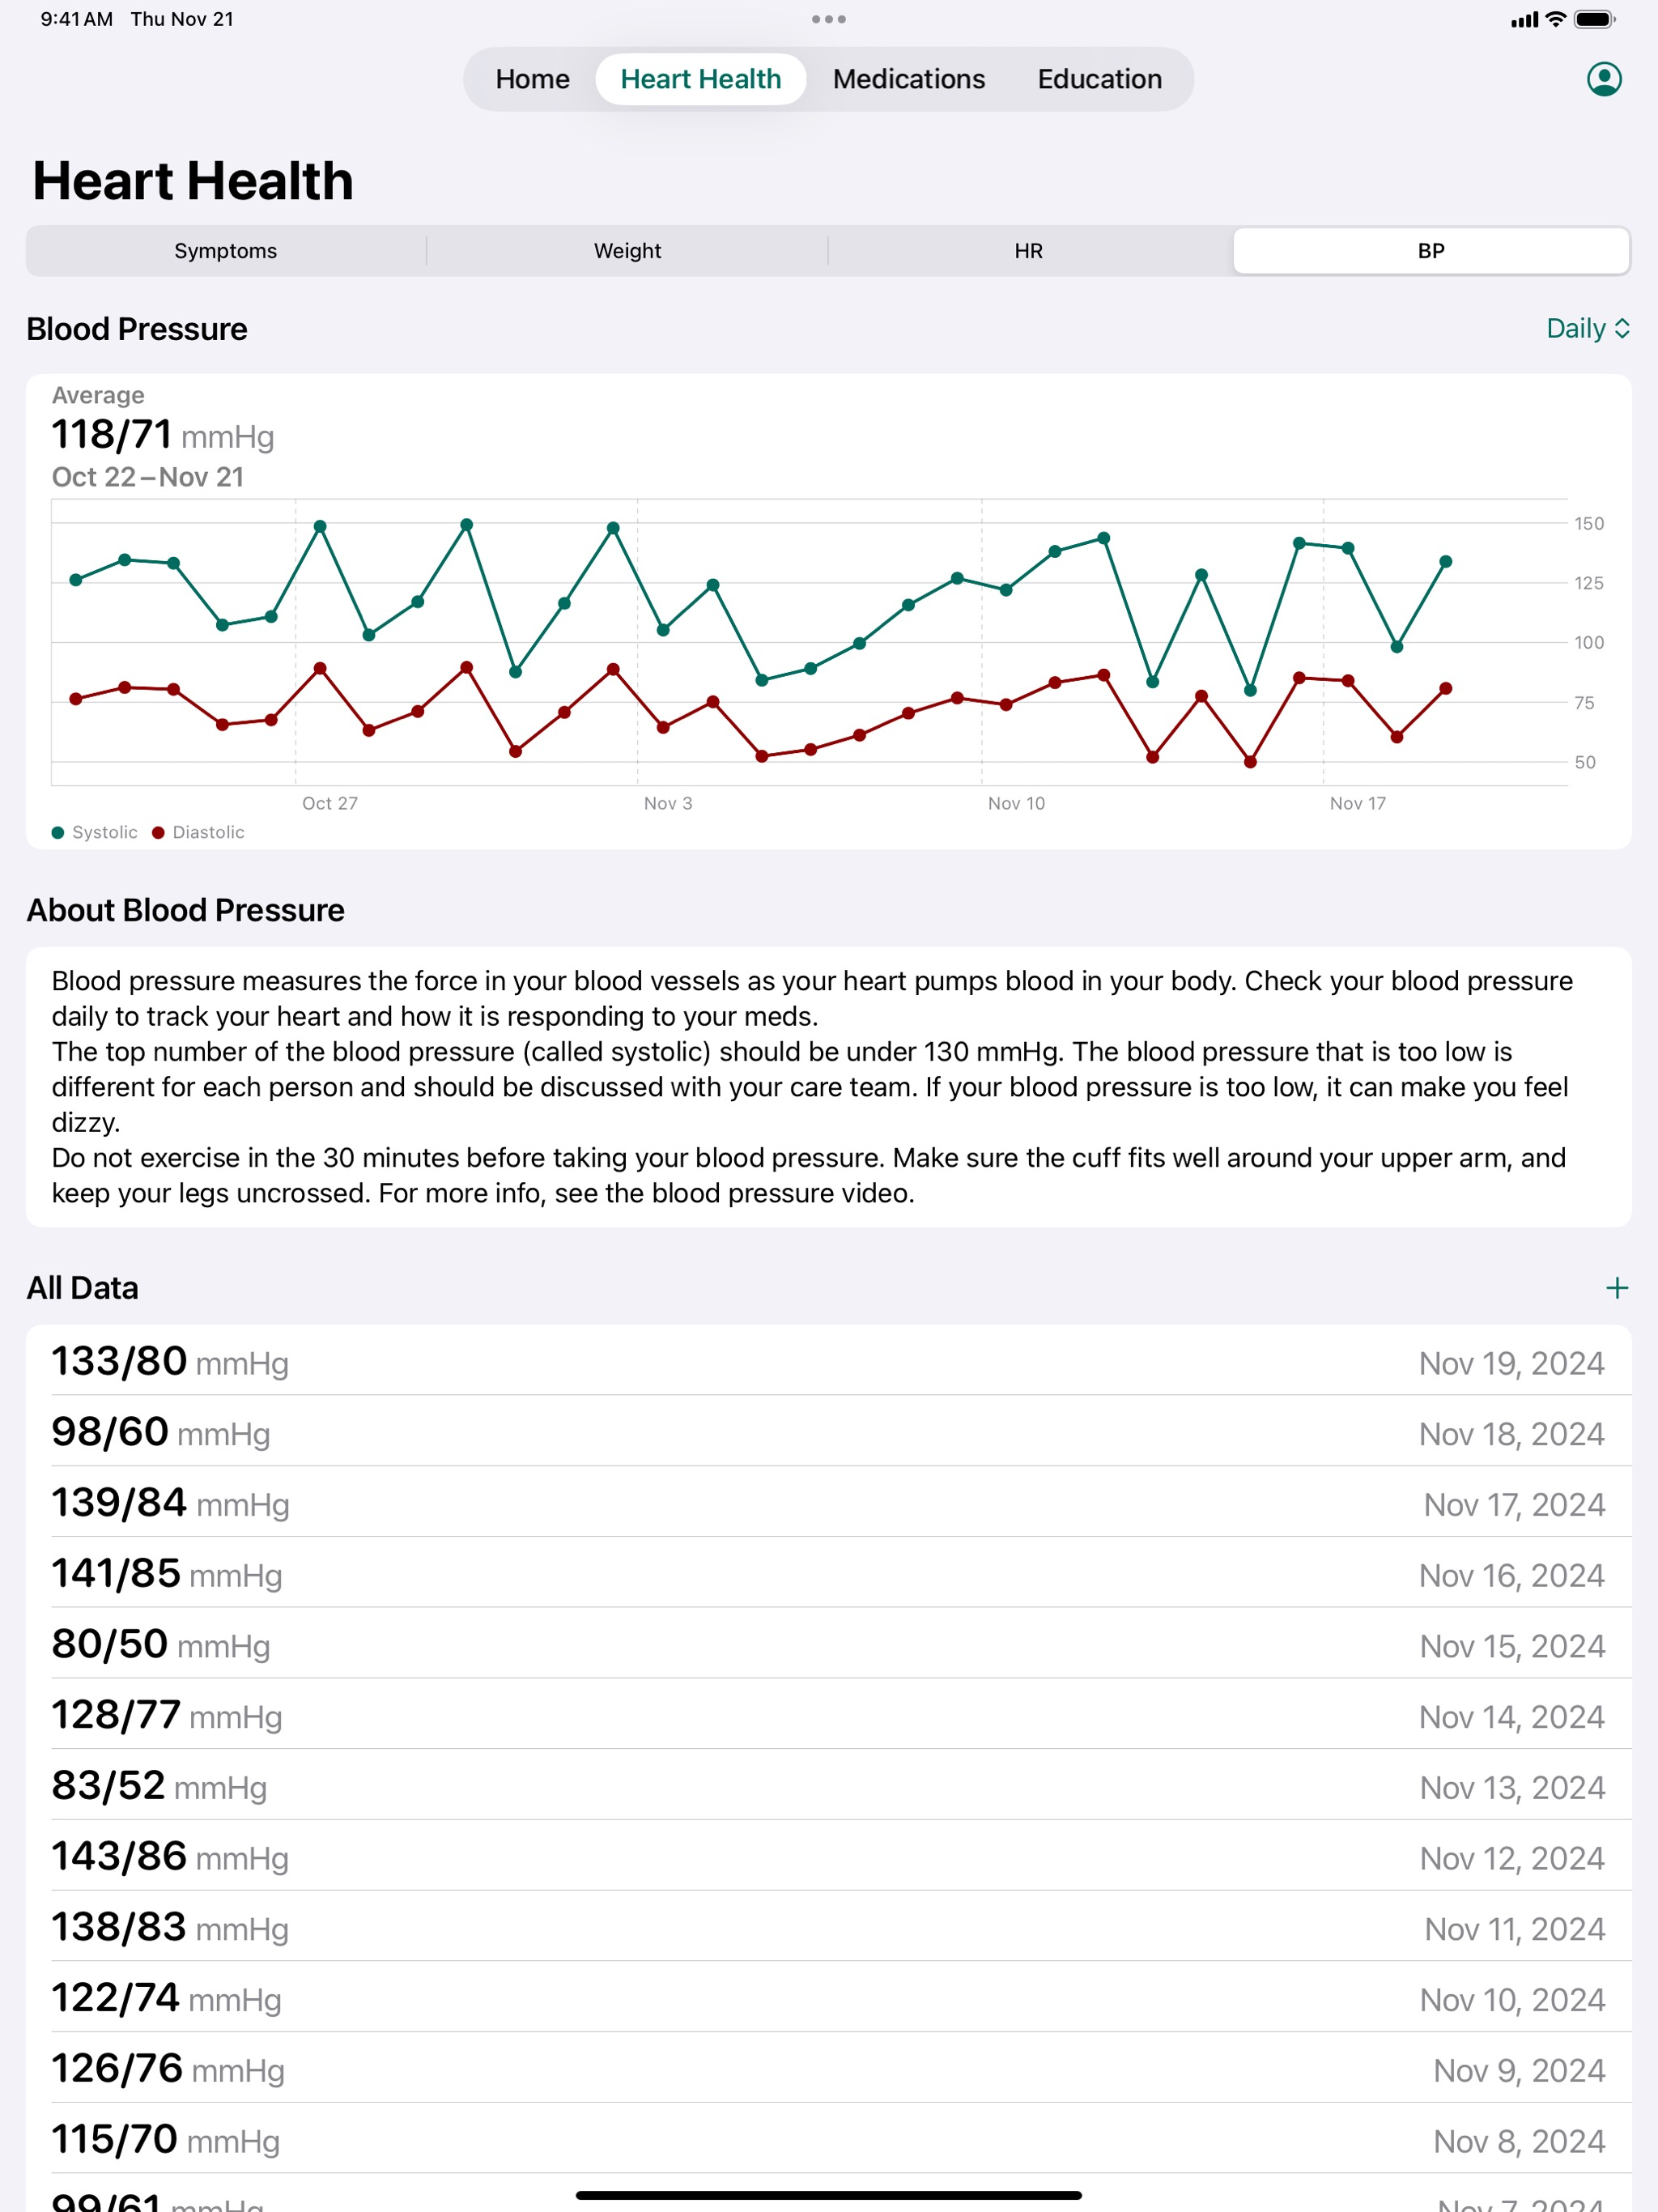 9:41 AM Thu Nov 21
Home Heart Health Medications Education
Heart Health
Symptoms Weight HR BP
Blood Pressure Daily
Average
118/71 mmHg
Oct 22–Nov 21
150
125
100
75
50
Oct 27 Nov 3 Nov 10 Nov 17
Systolic Diastolic
About Blood Pressure
Blood pressure measures the force in your blood vessels as your heart pumps blood in your body. Check your blood pressure
daily to track your heart and how it is responding to your meds.
The top number of the blood pressure (called systolic) should be under 130 mmHg. The blood pressure that is too low is
different for each person and should be discussed with your care team. If your blood pressure is too low, it can make you feel
dizzy.
Do not exercise in the 30 minutes before taking your blood pressure. Make sure the cuff fits well around your upper arm, and
keep your legs uncrossed. For more info, see the blood pressure video.
All Data
133/80 mmHg Nov 19, 2024
98/60 mmHg Nov 18, 2024
139/84 mmHg Nov 17, 2024
141/85 mmHg Nov 16, 2024
80/50 mmHg Nov 15, 2024
128/77 mmHg Nov 14, 2024
83/52 mmHg Nov 13, 2024
143/86 mmHg Nov 12, 2024
138/83 mmHg Nov 11, 2024
122/74 mmHg Nov 10, 2024
126/76 mmHg Nov 9, 2024
115/70 mmHg Nov 8, 2024
99/61 mmHg Nov 7, 2024